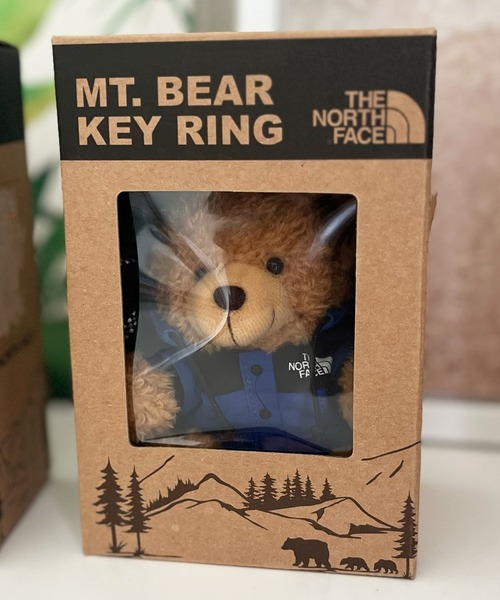 MT. BEAR
KEY RING
THE
NORTH
FACE
THE
NORTH
FACE